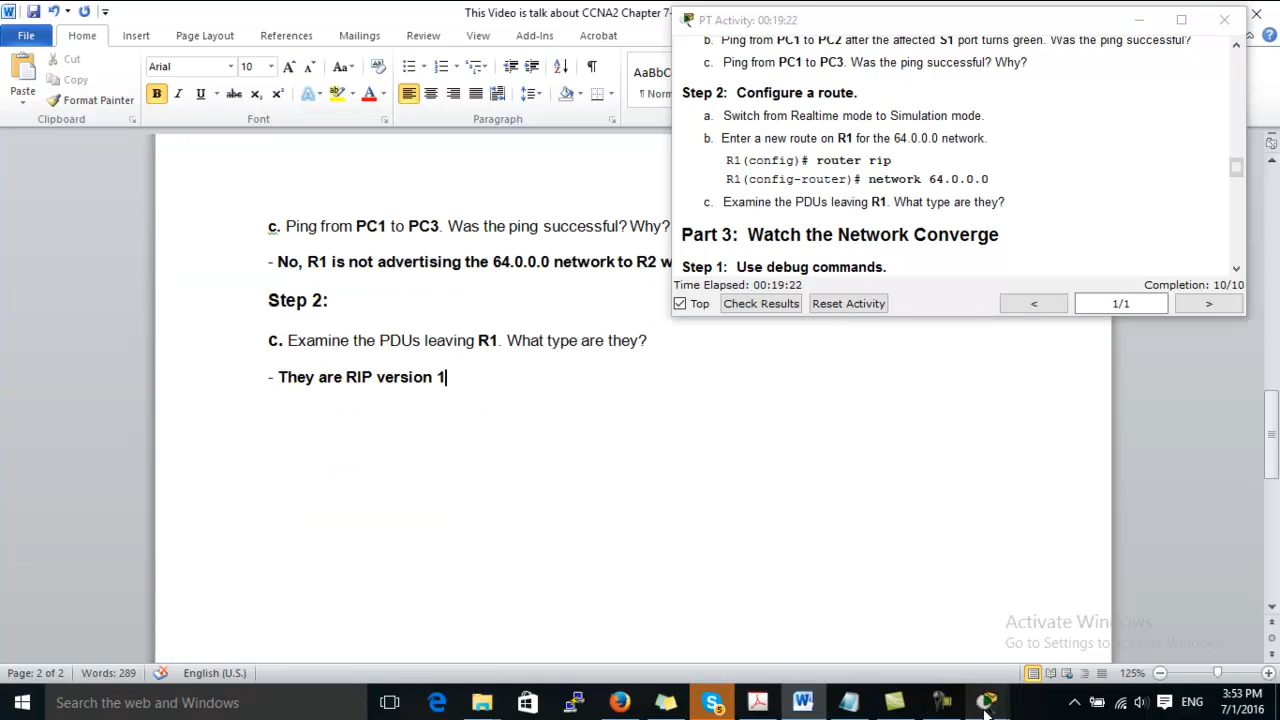 This Video is talk about CCNA2 Chapter 7-
File Home Insert Page Layout References Mailings Review View Add-Ins Acrobat
Cut
Copy
Format Painter
Paste
Clipboard
Arial 10
Font
Paragraph
AaBbC
¶ Norm
PT Activity: 00:19:22
b. Ping from PC1 to PC2 after the affected S1 port turns green. Was the ping successful?
c. Ping from PC1 to PC3. Was the ping successful? Why?
Step 2: Configure a route.
a. Switch from Realtime mode to Simulation mode.
b. Enter a new route on R1 for the 64.0.0.0 network.
R1(config)# router rip
R1(config-router)# network 64.0.0.0
c. Examine the PDUs leaving R1. What type are they?
Part 3: Watch the Network Converge
Step 1: Use debug commands.
Time Elapsed: 00:19:22 Completion: 10/10
Top Check Results Reset Activity < 1/1 >
c. Ping from PC1 to PC3. Was the ping successful? Why?
- No, R1 is not advertising the 64.0.0.0 network to R2 w
Step 2:
c. Examine the PDUs leaving R1. What type are they?
- They are RIP version 1
Activate Windows
Go to Settings to activate Windows.
Page: 2 of 2 Words: 289 English (U.S.) 125%
Search the web and Windows
ENG
3:53 PM
7/1/2016